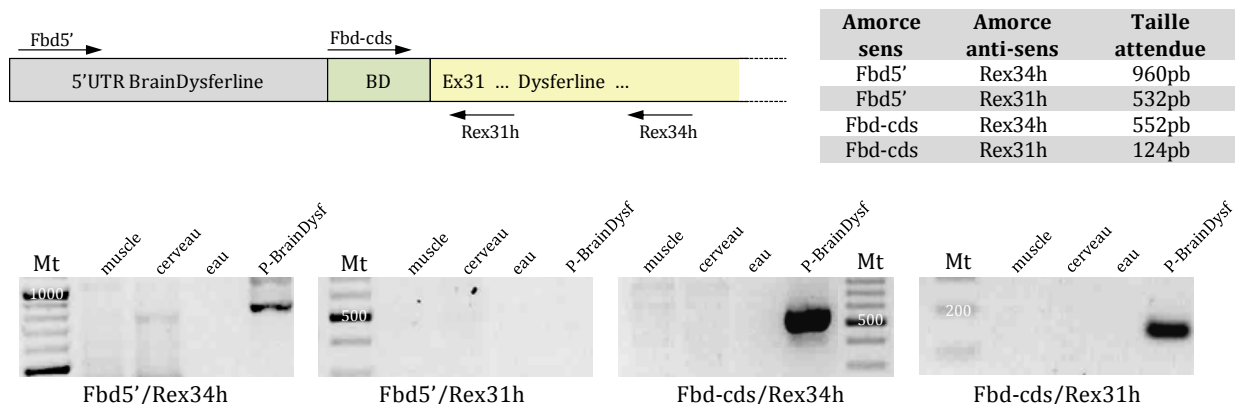 Fbd5’
Fbd-cds
5’UTR BrainDysferline
BD
Ex31 ... Dysferline ...
Rex31h
Rex34h
Amorce sens Amorce anti-sens Taille attendue
Fbd5’ Rex34h 960pb
Fbd5’ Rex31h 532pb
Fbd-cds Rex34h 552pb
Fbd-cds Rex31h 124pb
Mt muscle cerveau eau P-BrainDysf
1000
Fbd5’/Rex34h
Mt muscle cerveau eau P-BrainDysf
500
Fbd5’/Rex31h
muscle cerveau eau P-BrainDysf Mt
500
Fbd-cds/Rex34h
Mt muscle cerveau eau P-BrainDysf
200
Fbd-cds/Rex31h